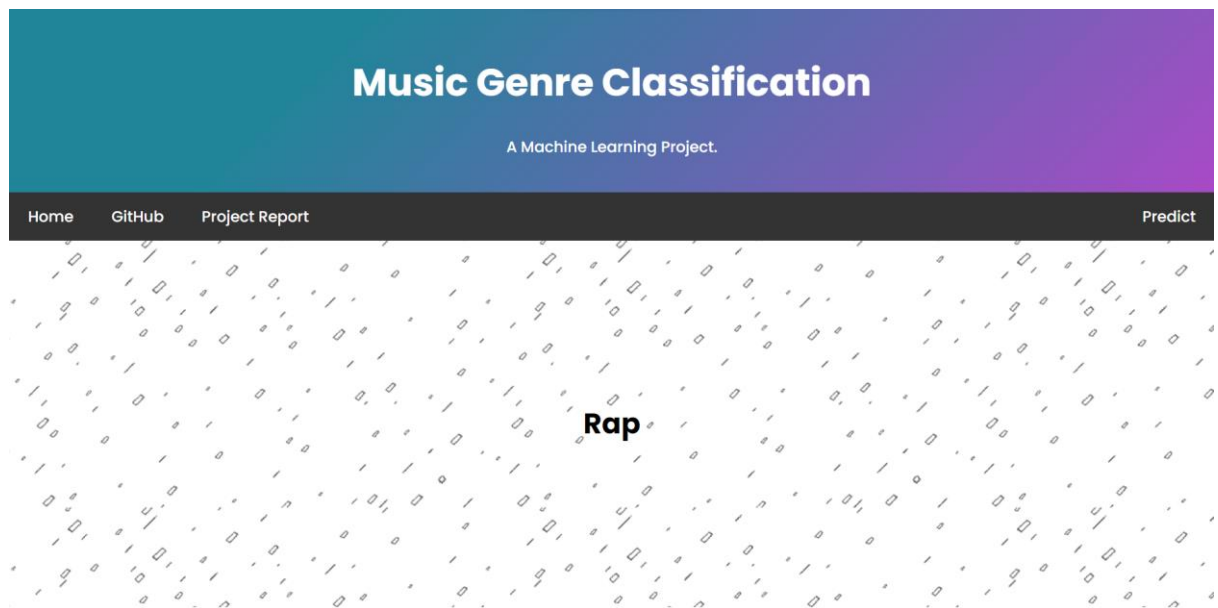 Music Genre Classification
A Machine Learning Project.
Home GitHub Project Report Predict
Rap